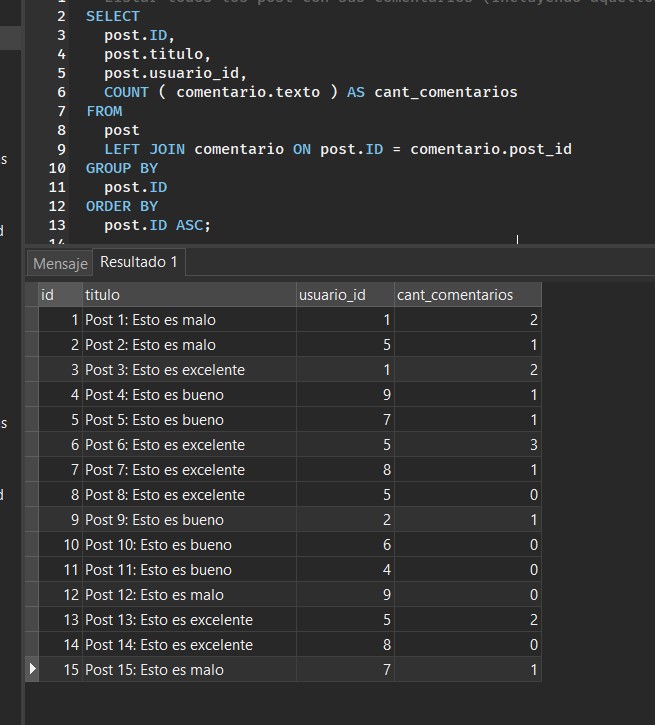 1 Listar todos los post con sus comentarios (incluyendo
2 SELECT
3 post.ID,
4 post.titulo,
5 post.usuario_id,
6 COUNT ( comentario.texto ) AS cant_comentarios
7 FROM
8 post
9 LEFT JOIN comentario ON post.ID = comentario.post_id
10 GROUP BY
11 post.ID
12 ORDER BY
13 post.ID ASC;
14
Mensaje Resultado 1
id titulo usuario_id cant_comentarios
1 Post 1: Esto es malo 1 2
2 Post 2: Esto es malo 5 1
3 Post 3: Esto es excelente 1 2
4 Post 4: Esto es bueno 9 1
5 Post 5: Esto es bueno 7 1
6 Post 6: Esto es excelente 5 3
7 Post 7: Esto es excelente 8 1
8 Post 8: Esto es excelente 5 0
9 Post 9: Esto es bueno 2 1
10 Post 10: Esto es bueno 6 0
11 Post 11: Esto es bueno 4 0
12 Post 12: Esto es malo 9 0
13 Post 13: Esto es excelente 5 2
14 Post 14: Esto es excelente 8 0
15 Post 15: Esto es malo 7 1